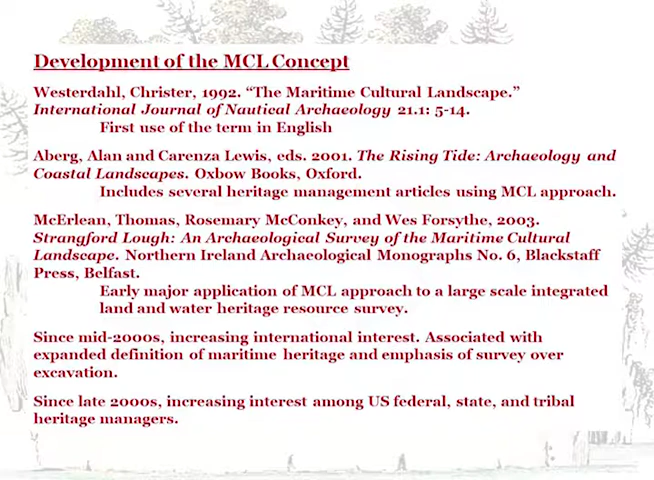 Development of the MCL Concept
Westerdahl, Christer, 1992. “The Maritime Cultural Landscape.”
International Journal of Nautical Archaeology 21.1: 5-14.
First use of the term in English
Aberg, Alan and Carenza Lewis, eds. 2001. The Rising Tide: Archaeology and
Coastal Landscapes. Oxbow Books, Oxford.
Includes several heritage management articles using MCL approach.
McErlean, Thomas, Rosemary McConkey, and Wes Forsythe, 2003.
Strangford Lough: An Archaeological Survey of the Maritime Cultural
Landscape. Northern Ireland Archaeological Monographs No. 6, Blackstaff
Press, Belfast.
Early major application of MCL approach to a large scale integrated
land and water heritage resource survey.
Since mid-2000s, increasing international interest. Associated with
expanded definition of maritime heritage and emphasis of survey over
excavation.
Since late 2000s, increasing interest among US federal, state, and tribal
heritage managers.